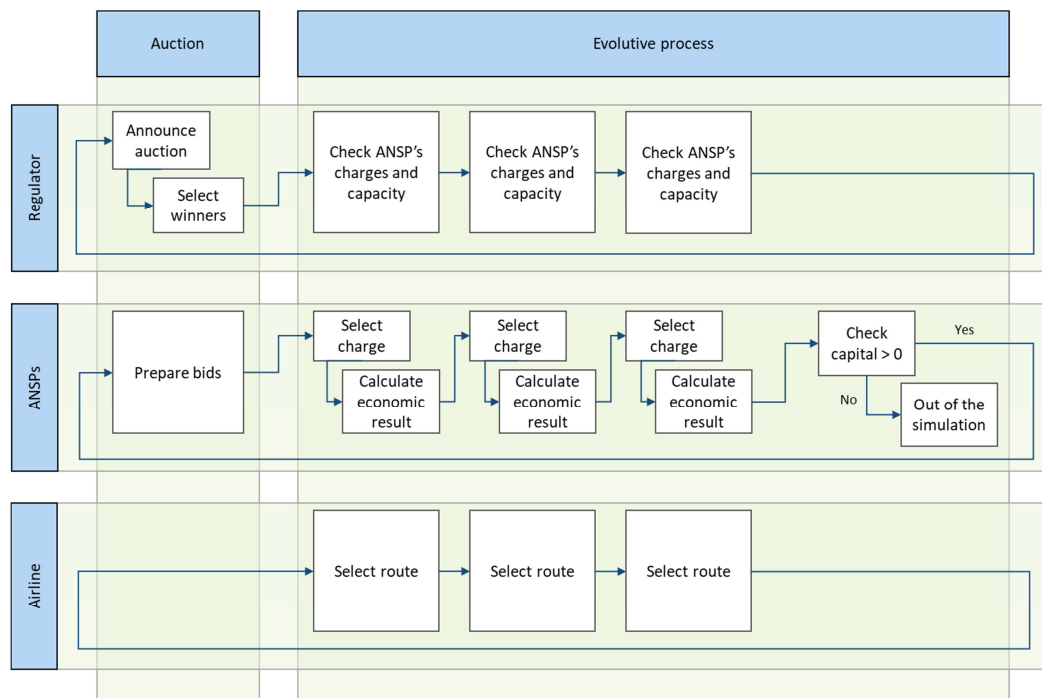 Auction
Evolutive process
Regulator
Announce
auction
Select
winners
Check ANSP’s
charges and
capacity
Check ANSP’s
charges and
capacity
Check ANSP’s
charges and
capacity
ANSPs
Prepare bids
Select
charge
Calculate
economic
result
Select
charge
Calculate
economic
result
Select
charge
Calculate
economic
result
Check
capital > 0
Yes
No
Out of the
simulation
Airline
Select route
Select route
Select route